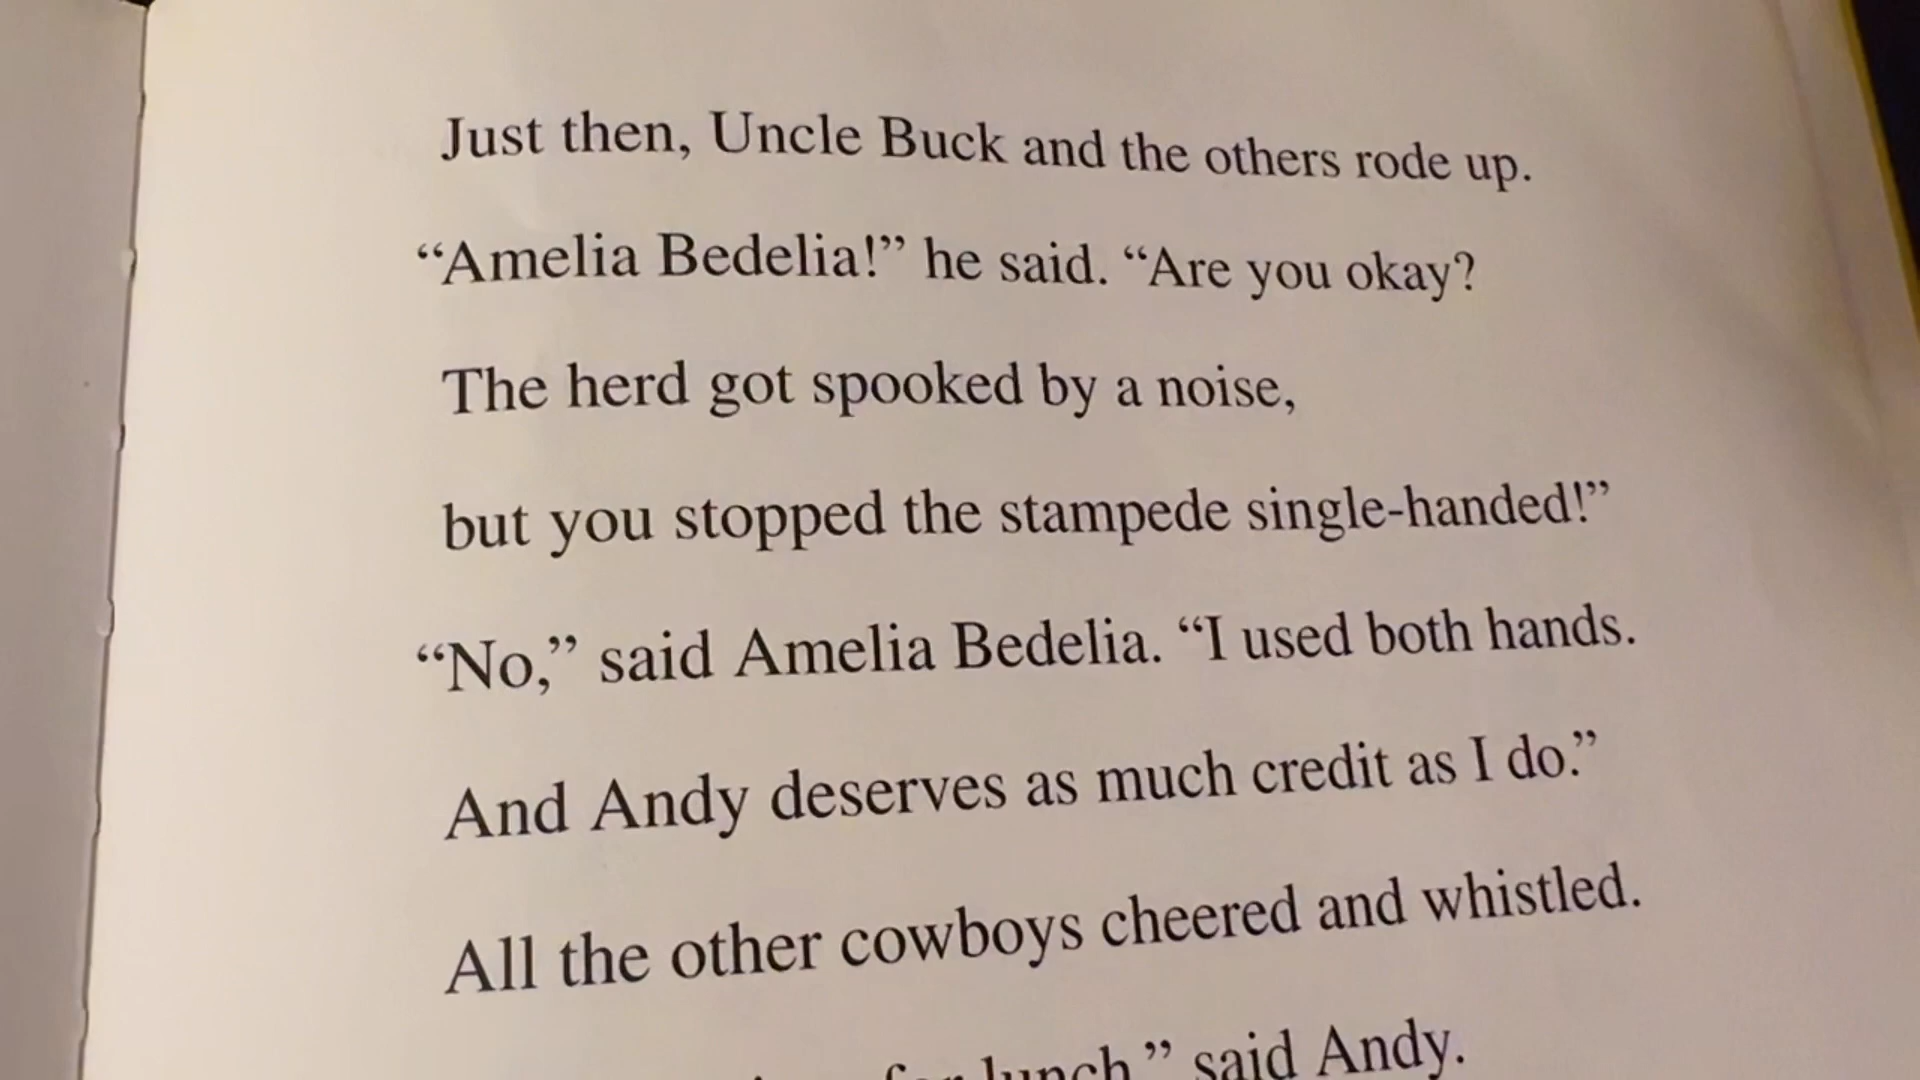 Just then, Uncle Buck and the others rode up.
“Amelia Bedelia!” he said. “Are you okay?
The herd got spooked by a noise,
but you stopped the stampede single-handed!”
“No,” said Amelia Bedelia. “I used both hands.
And Andy deserves as much credit as I do.”
All the other cowboys cheered and whistled.
for lunch,” said Andy.